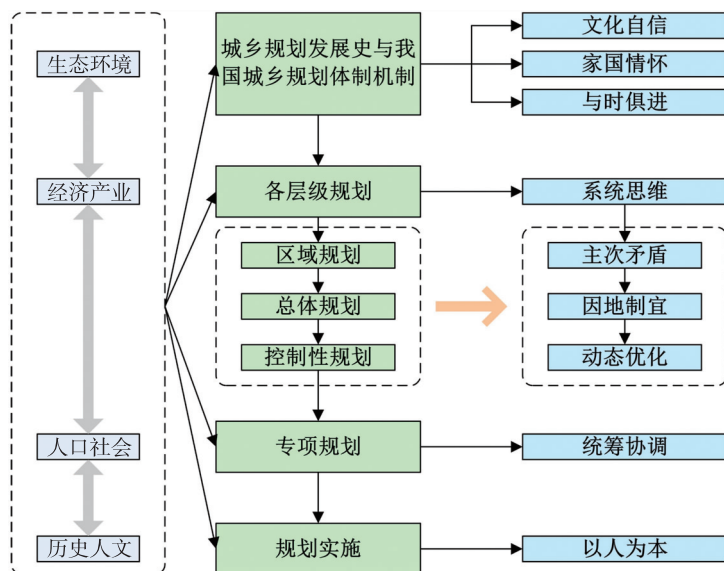 生态环境
经济产业
人口社会
历史人文
城乡规划发展史与我
国城乡规划体制机制
各层级规划
区域规划
总体规划
控制性规划
专项规划
规划实施
文化自信
家国情怀
与时俱进
系统思维
主次矛盾
因地制宜
动态优化
统筹协调
以人为本